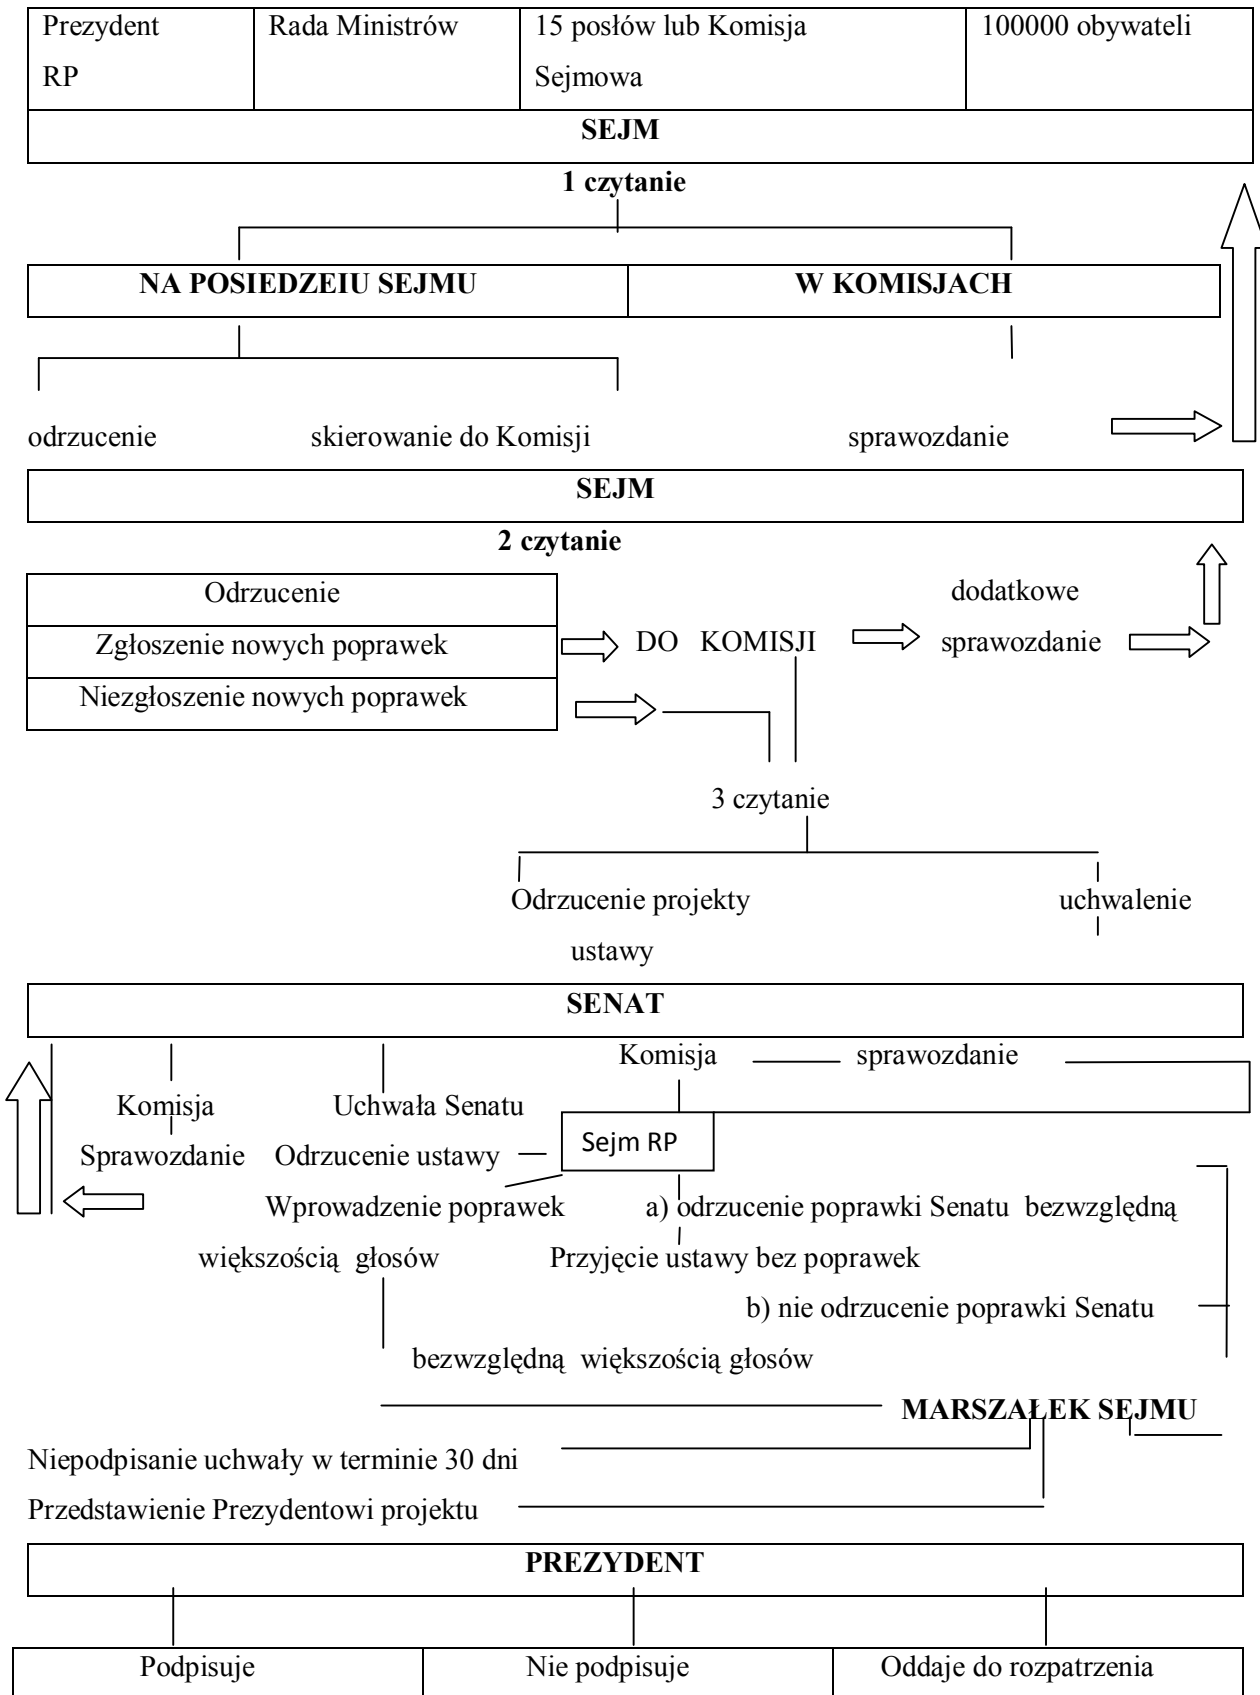 Prezydent RP Rada Ministrów 15 posłów lub Komisja Sejmowa 100000 obywateli
SEJM
1 czytanie
NA POSIEDZEIU SEJMU W KOMISJACH
odrzucenie skierowanie do Komisji sprawozdanie
SEJM
2 czytanie
Odrzucenie
Zgłoszenie nowych poprawek
Niezgłoszenie nowych poprawek
DO KOMISJI
dodatkowe
sprawozdanie
3 czytanie
Odrzucenie projekty
ustawy
uchwalenie
SENAT
Komisja sprawozdanie
Komisja Uchwała Senatu
Sejm RP
Sprawozdanie Odrzucenie ustawy
Wprowadzenie poprawek a) odrzucenie poprawki Senatu bezwzględną
większością głosów Przyjęcie ustawy bez poprawek
b) nie odrzucenie poprawki Senatu
bezwzględną większością głosów
MARSZAŁEK SEJMU
Niepodpisanie uchwały w terminie 30 dni
Przedstawienie Prezydentowi projektu
PREZYDENT
Podpisuje Nie podpisuje Oddaje do rozpatrzenia